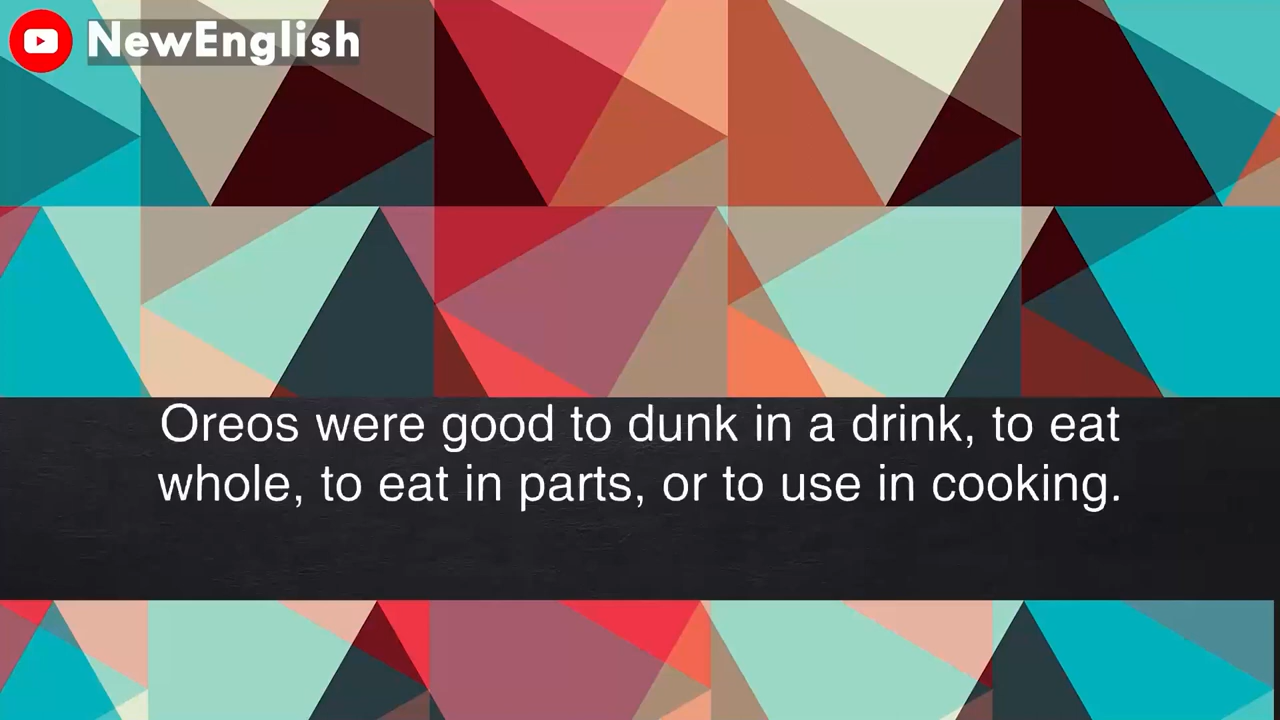 NewEnglish
Oreos were good to dunk in a drink, to eat
whole, to eat in parts, or to use in cooking.